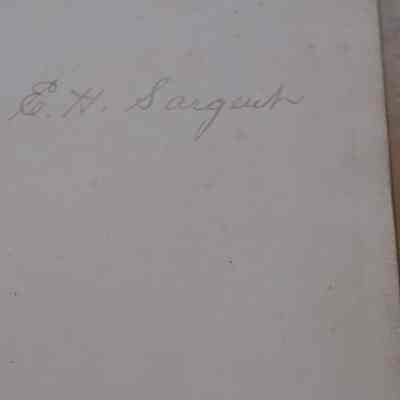 E. H. Sargent